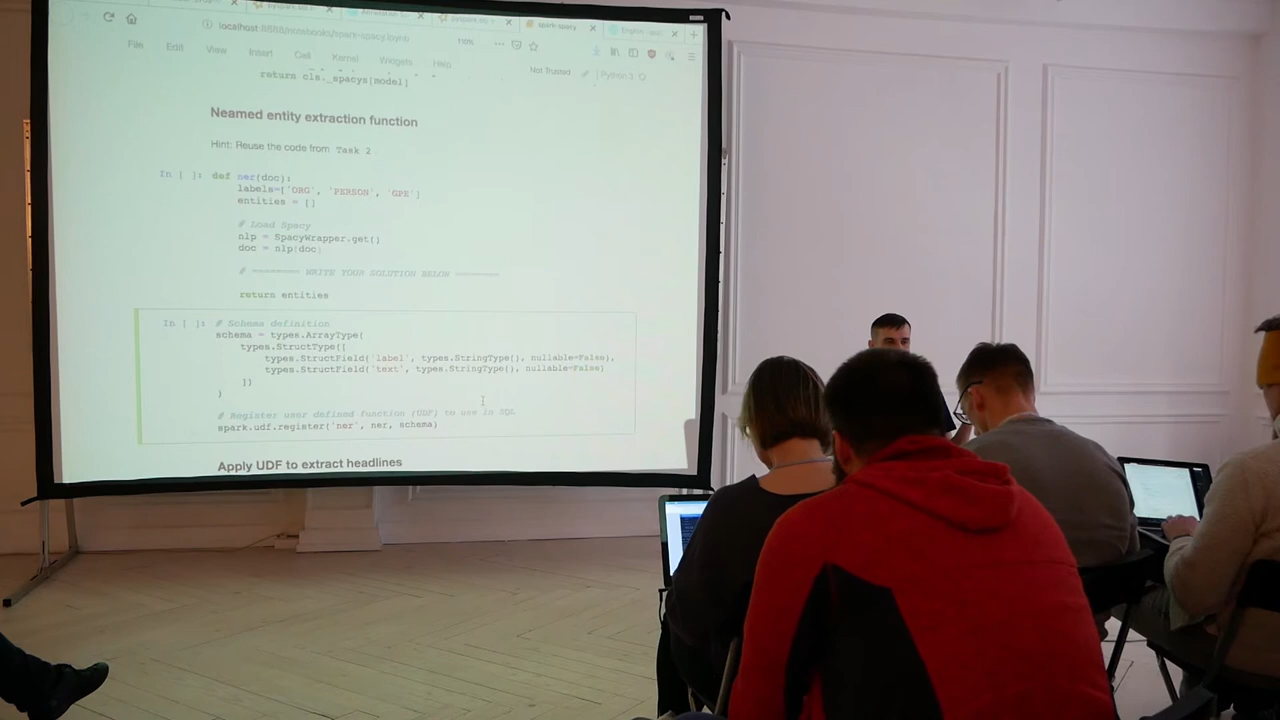 spark-spacy
localhost:8888/notebooks/spark-spacy.ipynb
110%
File Edit View Insert Cell Kernel Widgets Help
Not Trusted
Python 3
return cls._spacys[model]
Neamed entity extraction function
Hint: Reuse the code from Task 2
In [ ]: def ner(doc):
labels=['ORG', 'PERSON', 'GPE']
entities = []
# Load Spacy
nlp = SpacyWrapper.get()
doc = nlp(doc)
# ========= WRITE YOUR SOLUTION BELOW ========
return entities
In [ ]: # Schema definition
schema = types.ArrayType(
types.StructType([
types.StructField('label', types.StringType(), nullable=False),
types.StructField('text', types.StringType(), nullable=False)
])
)
# Register user defined function (UDF) to use in SQL
spark.udf.register('ner', ner, schema)
Apply UDF to extract headlines